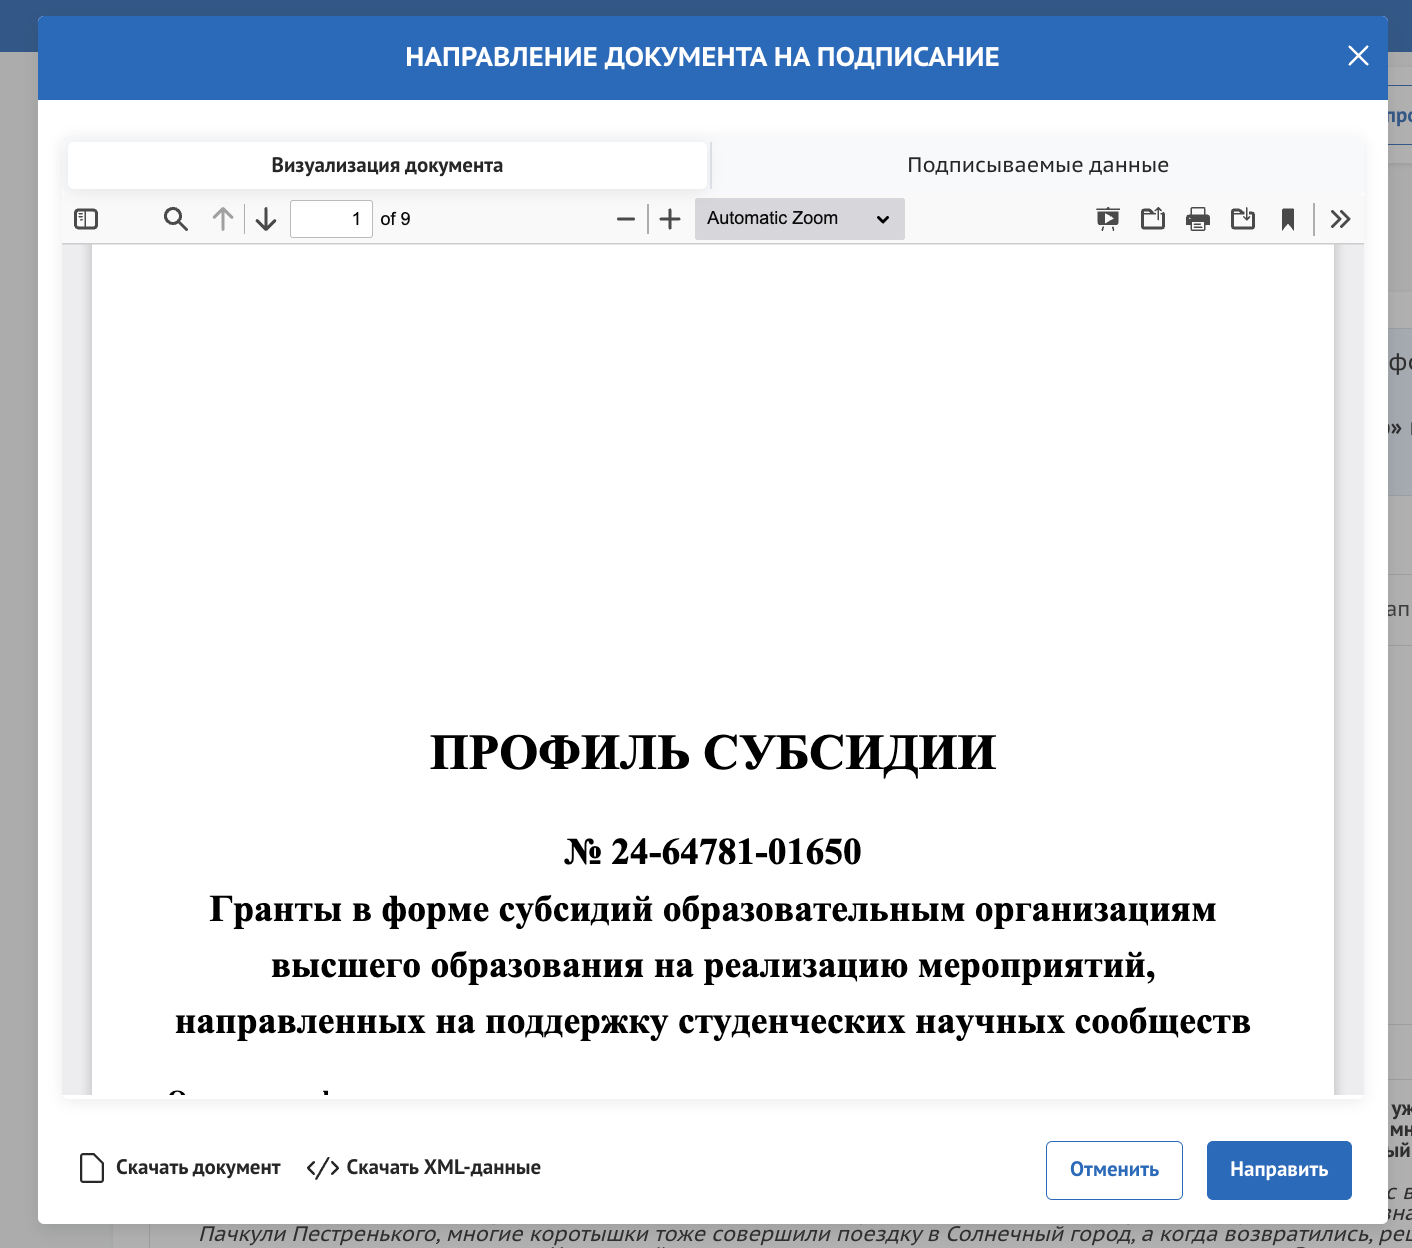 НАПРАВЛЕНИЕ ДОКУМЕНТА НА ПОДПИСАНИЕ
Визуализация документа
Подписываемые данные
1 of 9
Automatic Zoom
ПРОФИЛЬ СУБСИДИИ
№ 24-64781-01650
Гранты в форме субсидий образовательным организациям
высшего образования на реализацию мероприятий,
направленных на поддержку студенческих научных сообществ
Скачать документ
</> Скачать XML-данные
Отменить
Направить
Пачкули Пестренького, многие коротышки тоже совершили поездку в Солнечный город, а когда возвратились,